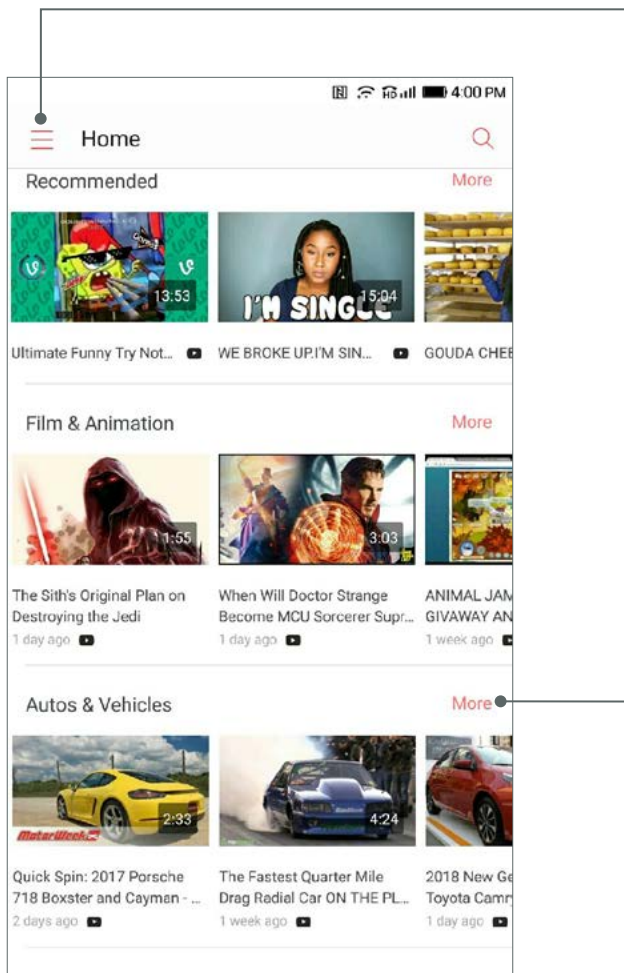 4:00 PM
Home
Recommended More
13:53
I'M SINGLE
15:04
Ultimate Funny Try Not...
WE BROKE UP.I'M SIN...
GOUDA CHEE
Film & Animation More
1:55
3:03
The Sith's Original Plan on
Destroying the Jedi
1 day ago
When Will Doctor Strange
Become MCU Sorcerer Supr...
1 day ago
ANIMAL JAM
GIVAWAY AN
1 week ago
Autos & Vehicles More
MotorWeek
2:33
4:24
Quick Spin: 2017 Porsche
718 Boxster and Cayman - ...
2 days ago
The Fastest Quarter Mile
Drag Radial Car ON THE PL...
1 week ago
2018 New Ge
Toyota Camry
1 day ago